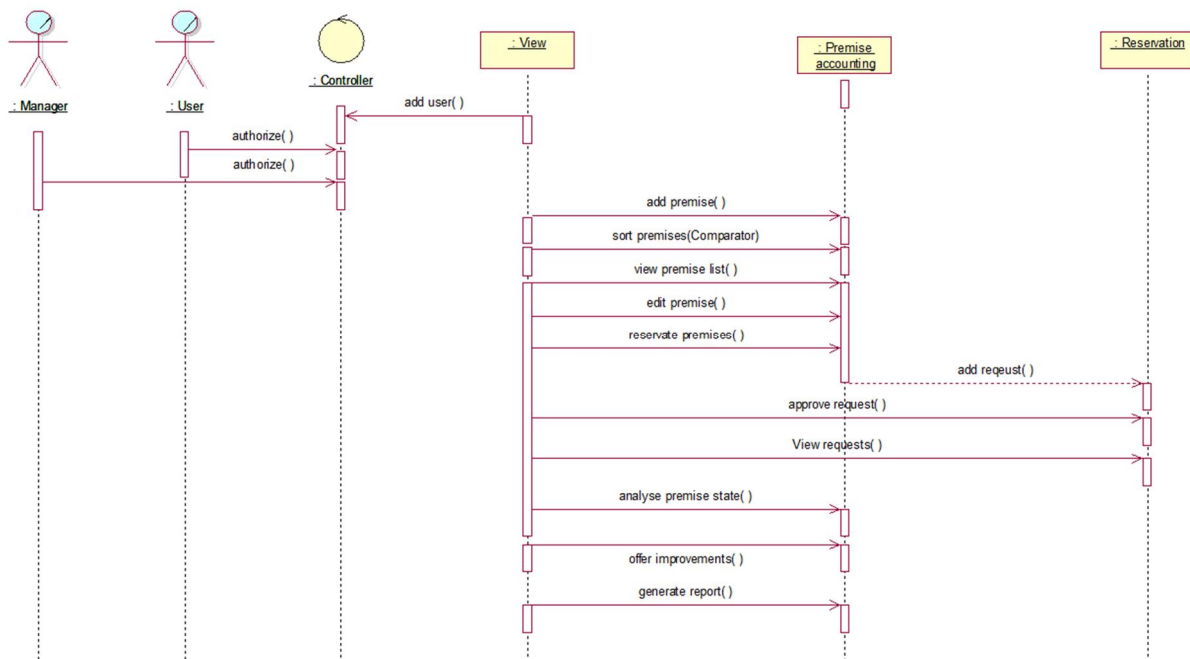 : Manager
: User
: Controller
: View
: Premise
accounting
: Reservation
add user( )
authorize( )
authorize( )
add premise( )
sort premises(Comparator)
view premise list( )
edit premise( )
reservate premises( )
add reqeust( )
approve request( )
View requests( )
analyse premise state( )
offer improvements( )
generate report( )